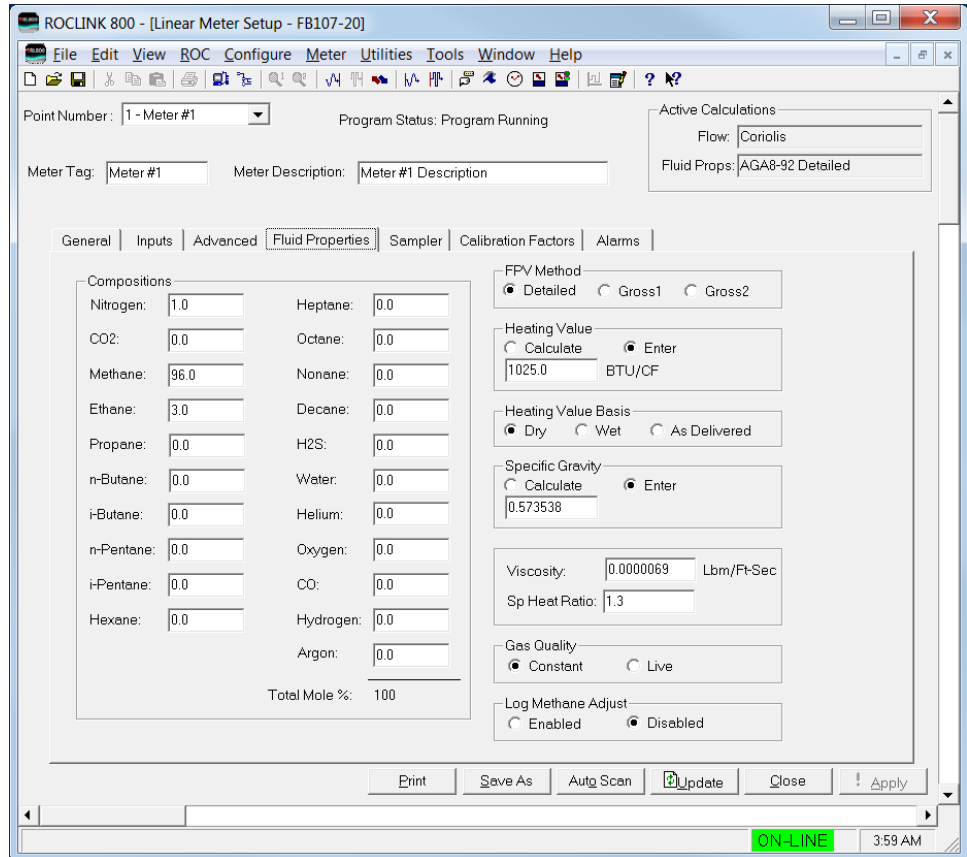 ROCLINK 800 - [Linear Meter Setup - FB107-20]
File Edit View ROC Configure Meter Utilities Tools Window Help
Point Number: 1 - Meter #1
Program Status: Program Running
Active Calculations
Flow: Coriolis
Fluid Props: AGA8-92 Detailed
Meter Tag: Meter #1
Meter Description: Meter #1 Description
General Inputs Advanced Fluid Properties Sampler Calibration Factors Alarms
Compositions
Nitrogen: 1.0
CO2: 0.0
Methane: 96.0
Ethane: 3.0
Propane: 0.0
n-Butane: 0.0
i-Butane: 0.0
n-Pentane: 0.0
i-Pentane: 0.0
Hexane: 0.0
Heptane: 0.0
Octane: 0.0
Nonane: 0.0
Decane: 0.0
H2S: 0.0
Water: 0.0
Helium: 0.0
Oxygen: 0.0
CO: 0.0
Hydrogen: 0.0
Argon: 0.0
Total Mole %: 100
FPV Method
Detailed Gross1 Gross2
Heating Value
Calculate Enter
1025.0 BTU/CF
Heating Value Basis
Dry Wet As Delivered
Specific Gravity
Calculate Enter
0.573538
Viscosity: 0.0000069 Lbm/Ft-Sec
Sp Heat Ratio: 1.3
Gas Quality
Constant Live
Log Methane Adjust
Enabled Disabled
Print Save As Auto Scan Update Close ! Apply
ON-LINE 3:59 AM